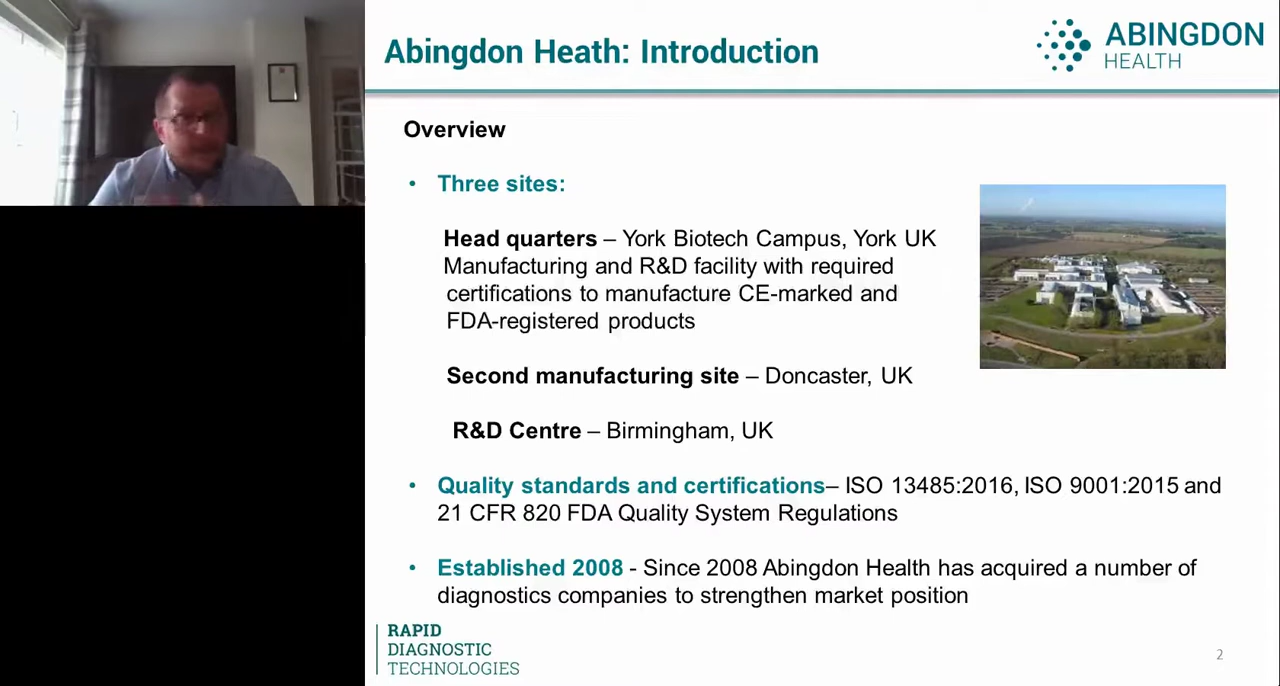 Abingdon Heath: Introduction
ABINGDON
HEALTH
Overview
• Three sites:
Head quarters – York Biotech Campus, York UK
Manufacturing and R&D facility with required
certifications to manufacture CE-marked and
FDA-registered products
Second manufacturing site – Doncaster, UK
R&D Centre – Birmingham, UK
• Quality standards and certifications– ISO 13485:2016, ISO 9001:2015 and
21 CFR 820 FDA Quality System Regulations
• Established 2008 - Since 2008 Abingdon Health has acquired a number of
diagnostics companies to strengthen market position
RAPID
DIAGNOSTIC
TECHNOLOGIES
2